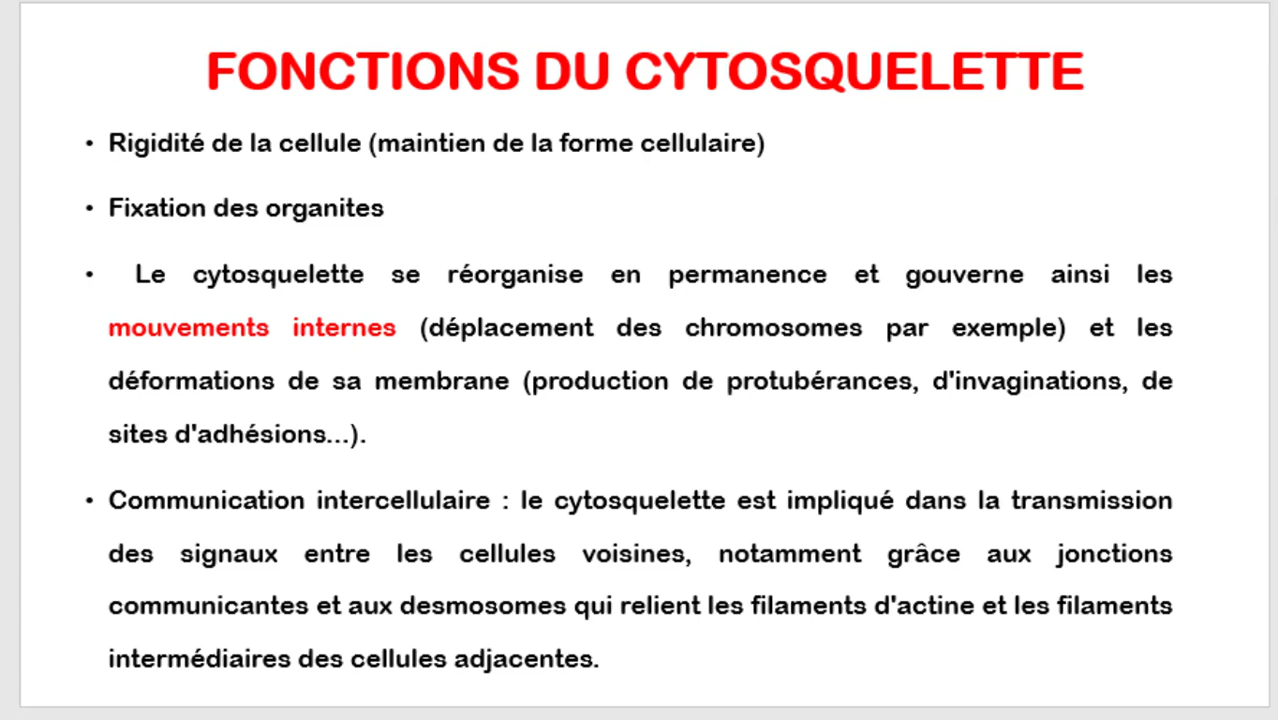 FONCTIONS DU CYTOSQUELETTE
• Rigidité de la cellule (maintien de la forme cellulaire)
• Fixation des organites
• Le cytosquelette se réorganise en permanence et gouverne ainsi les
mouvements internes (déplacement des chromosomes par exemple) et les
déformations de sa membrane (production de protubérances, d'invaginations, de
sites d'adhésions...).
• Communication intercellulaire : le cytosquelette est impliqué dans la transmission
des signaux entre les cellules voisines, notamment grâce aux jonctions
communicantes et aux desmosomes qui relient les filaments d'actine et les filaments
intermédiaires des cellules adjacentes.